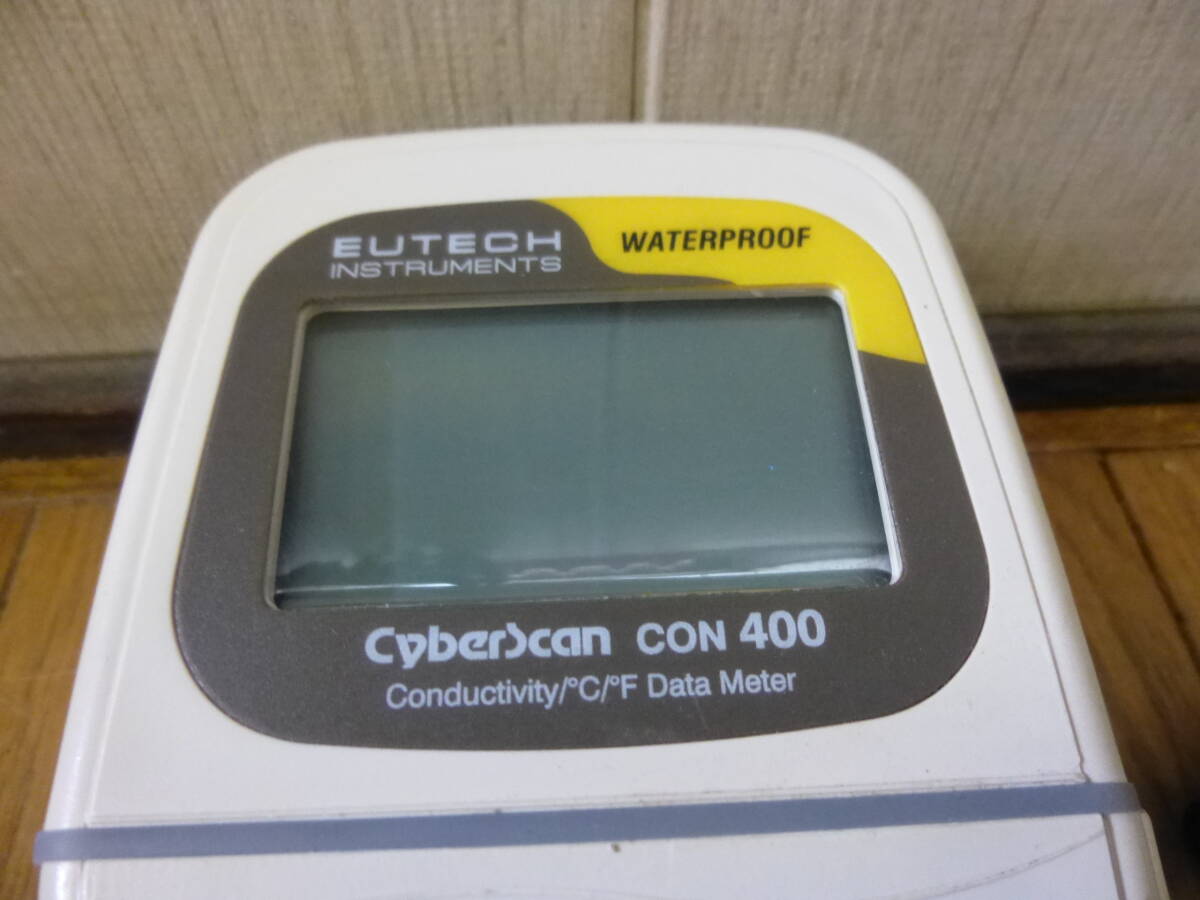 EUTECH
INSTRUMENTS
WATERPROOF
CyberScan CON 400
Conductivity/°C/°F Data Meter